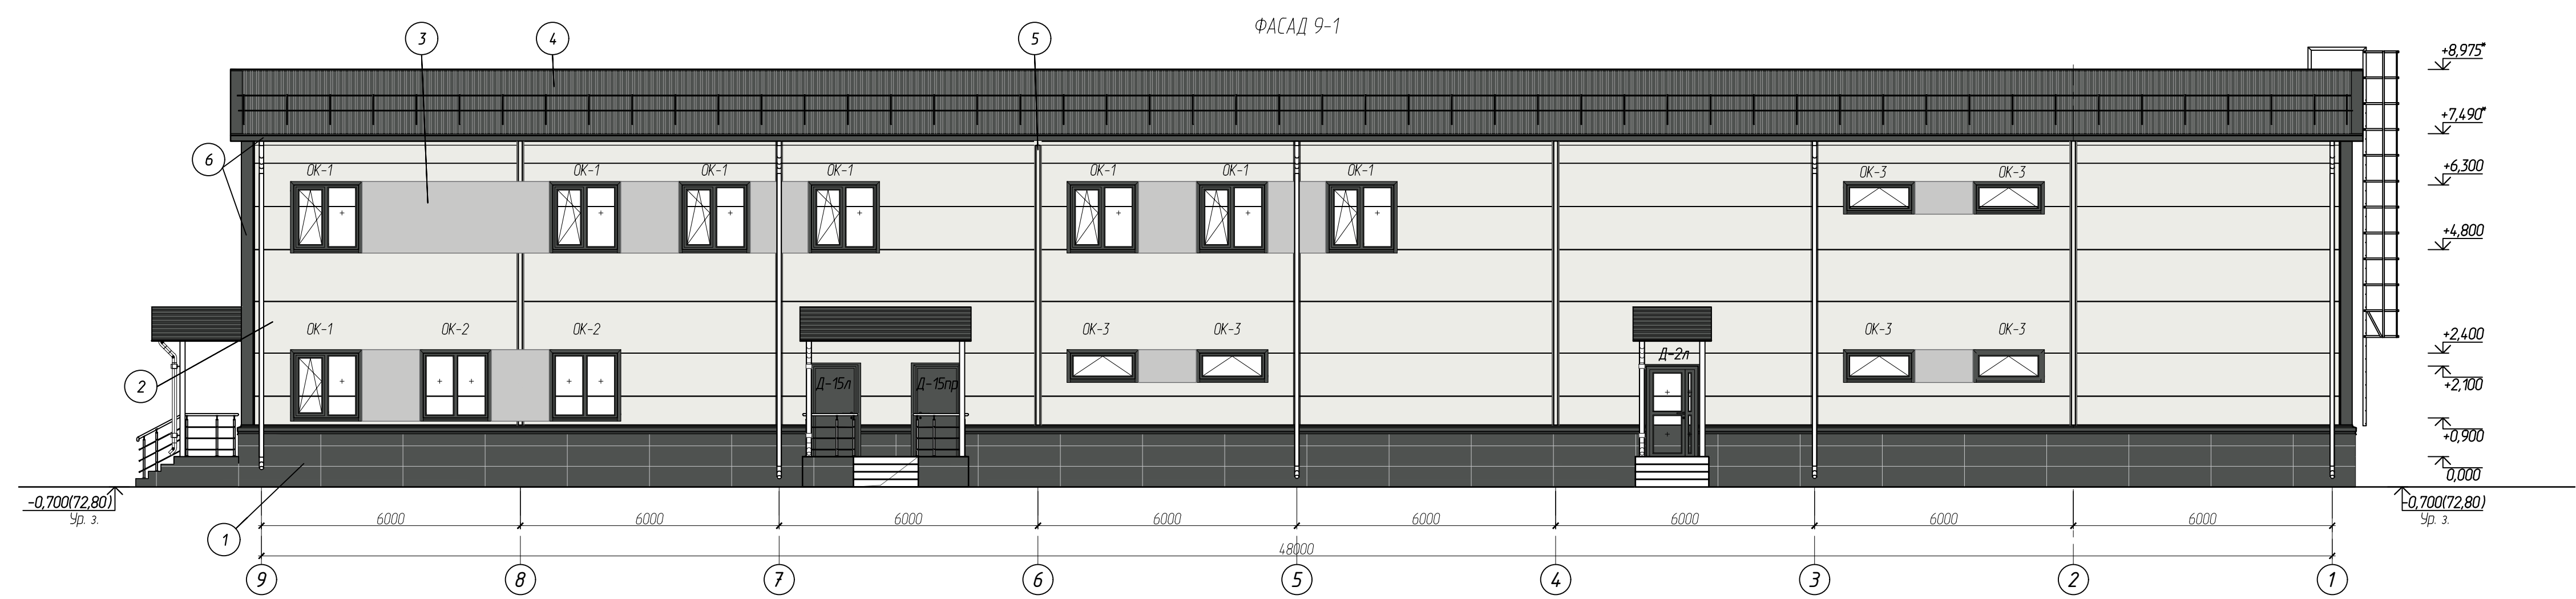 ФАСАД 9-1
3 4 5
+8,975*
+7,490*
6
ОК-1 ОК-1 ОК-1 ОК-1 ОК-1 ОК-1 ОК-1 ОК-3 ОК-3
+6,300
+4,800
ОК-1 ОК-2 ОК-2 ОК-3 ОК-3 ОК-3 ОК-3
+2,400
Д-2л
2
Д-15л Д-15пр
+2,100
+0,900
0,000
-0,700(72,80) -0,700(72,80)
Ур. з. Ур. з.
6000 6000 6000 6000 6000 6000 6000 6000
1
48000
9 8 7 6 5 4 3 2 1